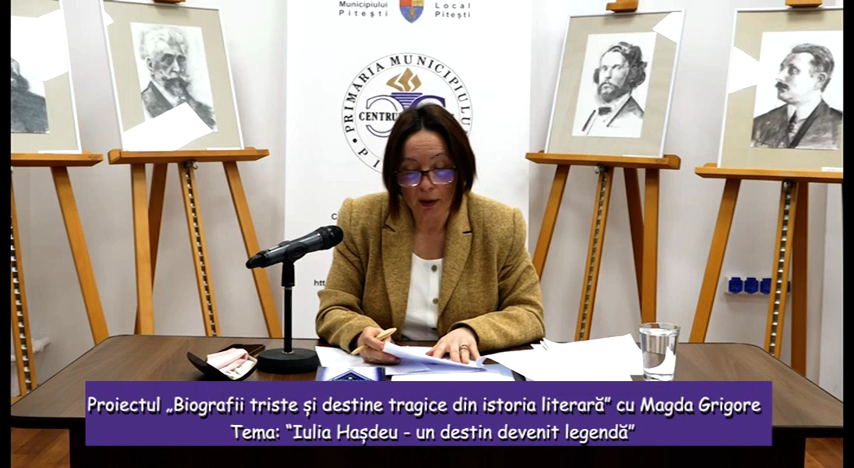 Municipiului
Pitești
Local
Pitești
PRIMĂRIA MUNICIPIULUI
CENTRU
Proiectul „Biografii triste și destine tragice din istoria literară” cu Magda Grigore
Tema: “Iulia Hașdeu - un destin devenit legendă”